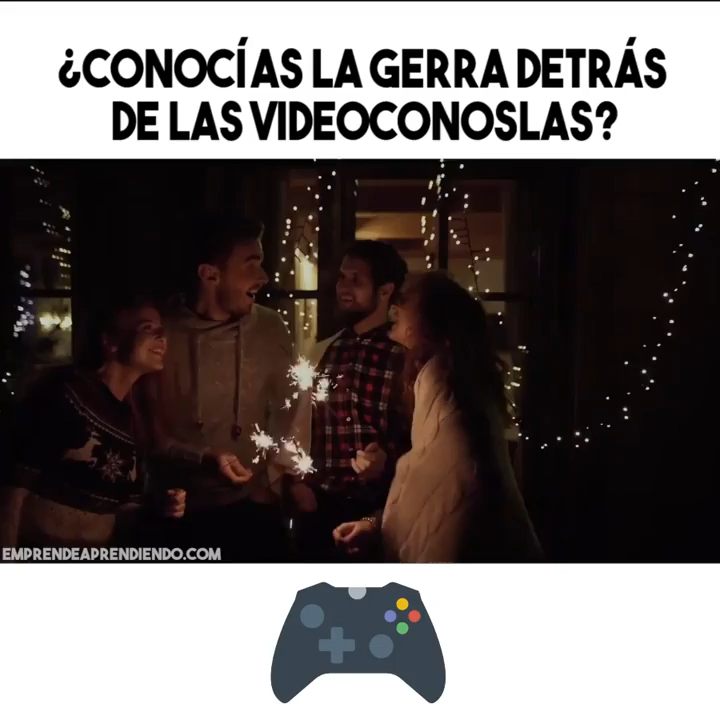 ¿CONOCÍAS LA GERRA DETRÁS
DE LAS VIDEOCONOSLAS?
EMPRENDEAPRENDIENDO.COM